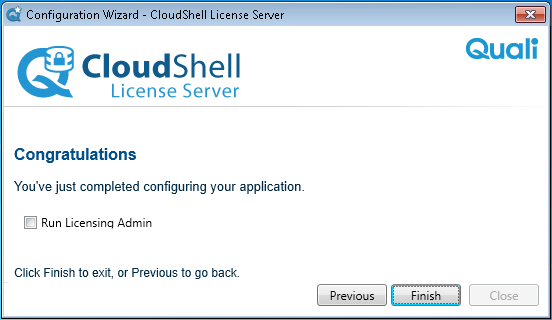 Configuration Wizard - CloudShell License Server
Quali
CloudShell
License Server
Congratulations
You've just completed configuring your application.
Run Licensing Admin
Click Finish to exit, or Previous to go back.
Previous Finish Close